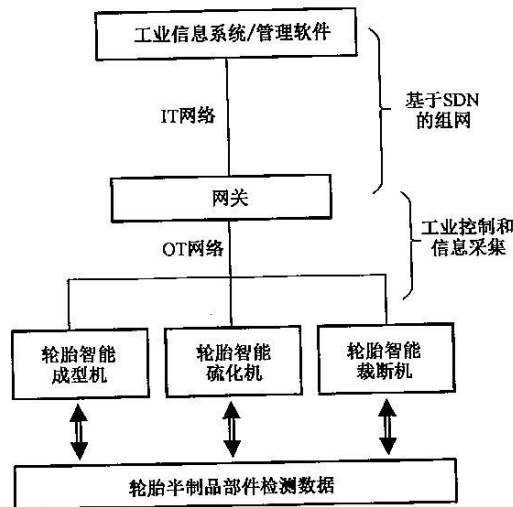 工业信息系统/管理软件
IT网络
基于SDN
的组网
网关
OT网络
工业控制和
信息采集
轮胎智能
成型机
轮胎智能
硫化机
轮胎智能
裁断机
轮胎半制品部件检测数据